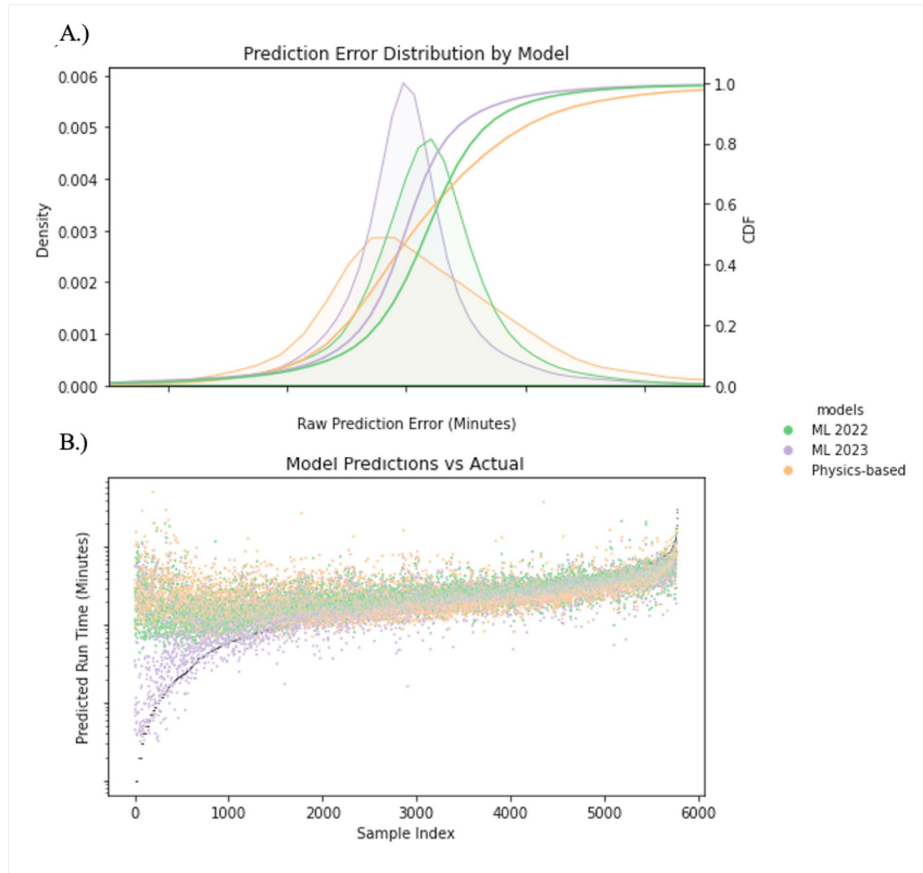 A.)
Prediction Error Distribution by Model
0.006
0.005
0.004
0.003
0.002
0.001
0.000
Density
1.0
0.8
0.6
0.4
0.2
0.0
CDF
Raw Prediction Error (Minutes)
models
ML 2022
ML 2023
Physics-based
B.)
Model Predictions vs Actual
Predicted Run Time (Minutes)
0 1000 2000 3000 4000 5000 6000
Sample Index